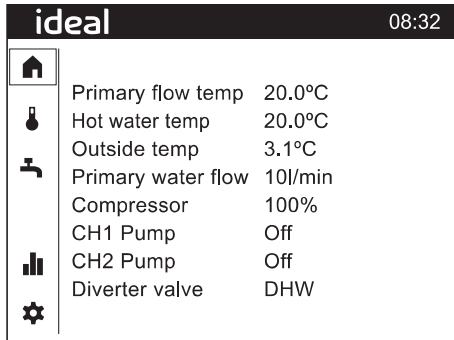 ideal 08:32
Primary flow temp 20.0ºC
Hot water temp 20.0ºC
Outside temp 3.1ºC
Primary water flow 10l/min
Compressor 100%
CH1 Pump Off
CH2 Pump Off
Diverter valve DHW